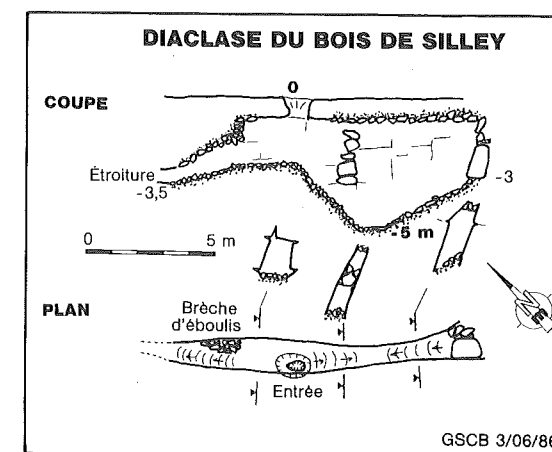 DIACLASE DU BOIS DE SILLEY
0
COUPE
Étroiture
-3,5
-3
-5 m
0 5 m
PLAN
Brèche
d'éboulis
Entrée
N
GSCB 3/06/86